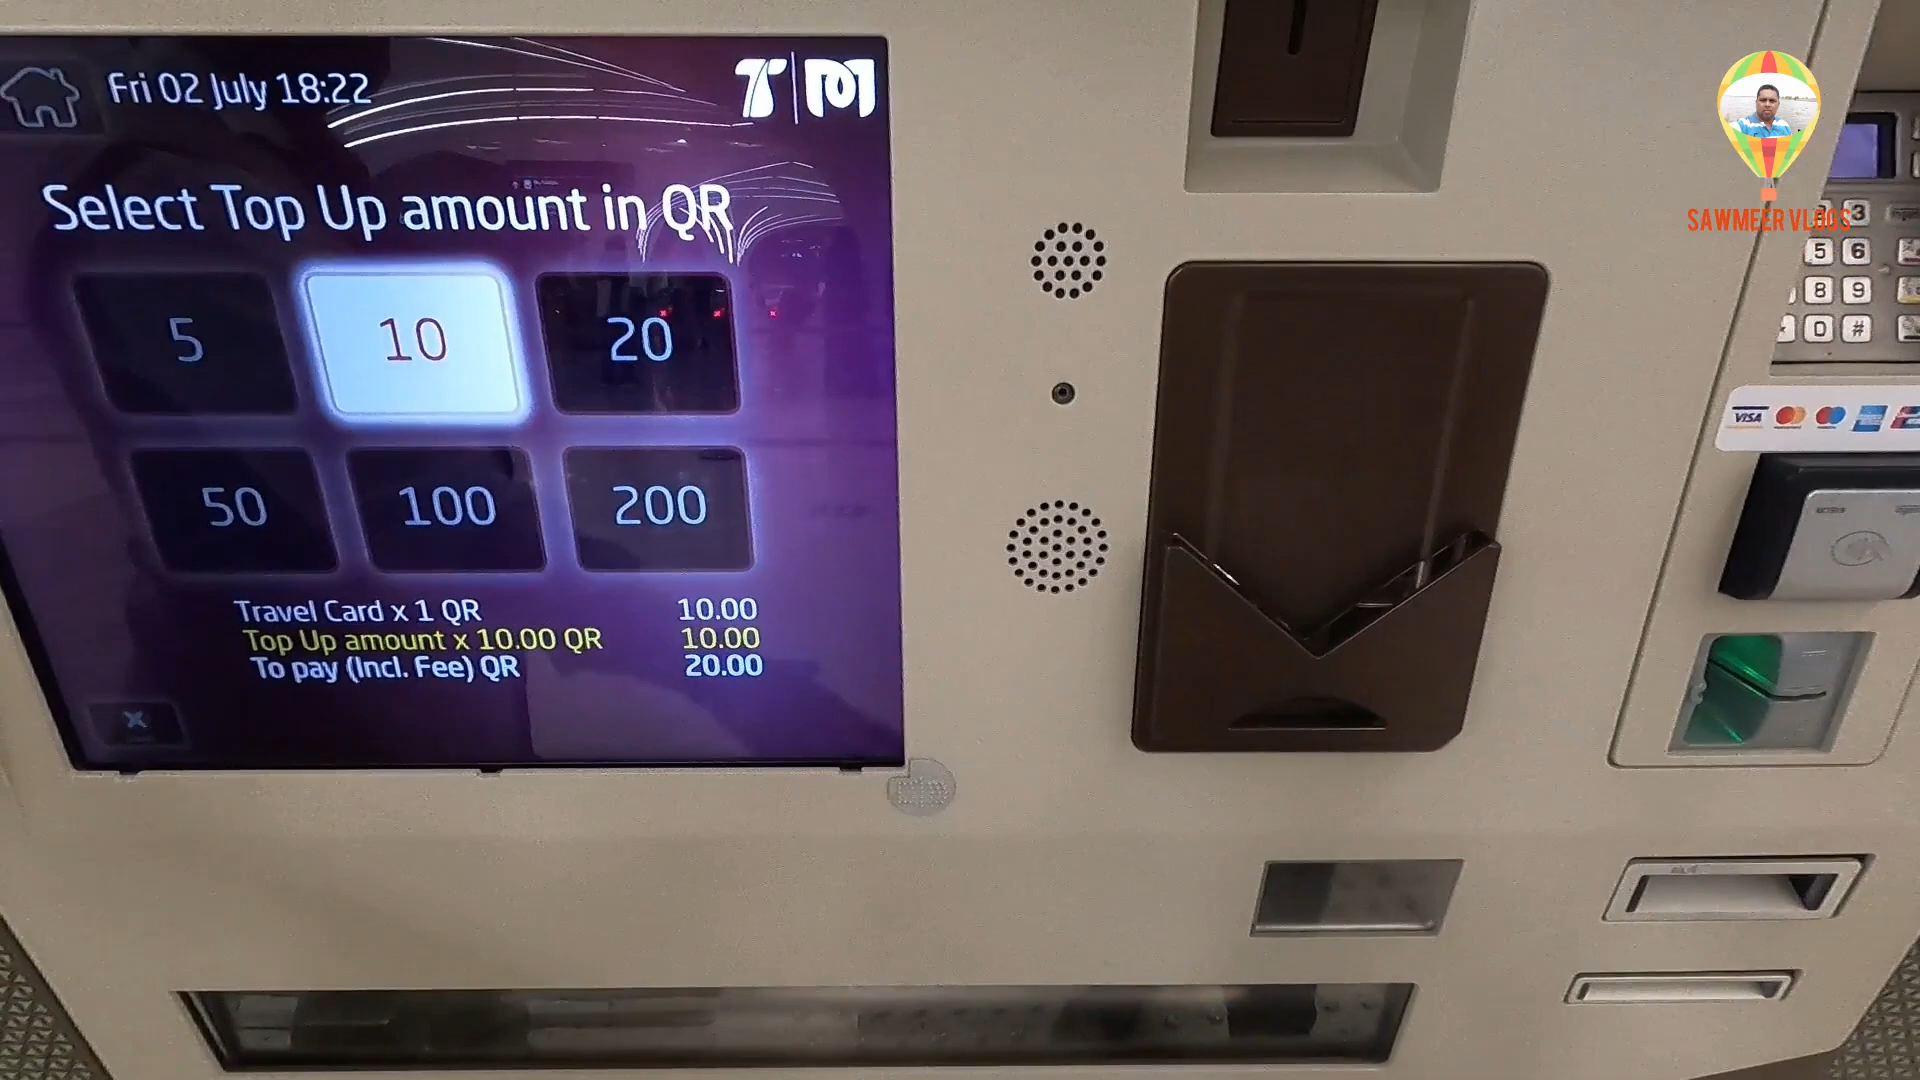 Fri 02 July 18:22
Select Top Up amount in QR
5 10 20
50 100 200
Travel Card x 1 QR 10.00
Top Up amount x 10.00 QR 10.00
To pay (Incl. Fee) QR 20.00
SAWMEER VLOGS
3
5 6
8 9
0 #
VISA